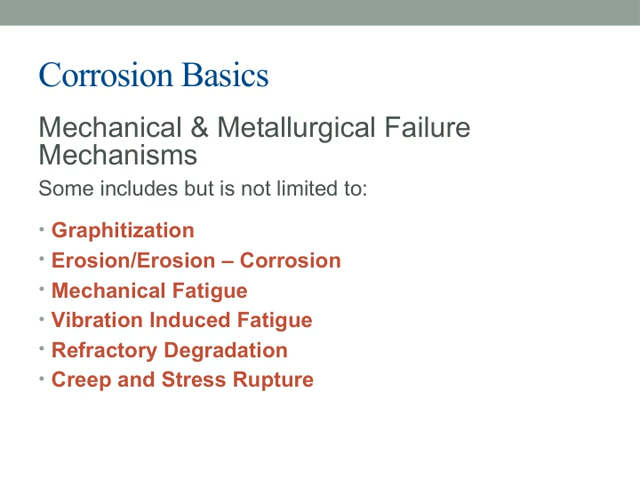 Corrosion Basics
Mechanical & Metallurgical Failure
Mechanisms
Some includes but is not limited to:
• Graphitization
• Erosion/Erosion – Corrosion
• Mechanical Fatigue
• Vibration Induced Fatigue
• Refractory Degradation
• Creep and Stress Rupture